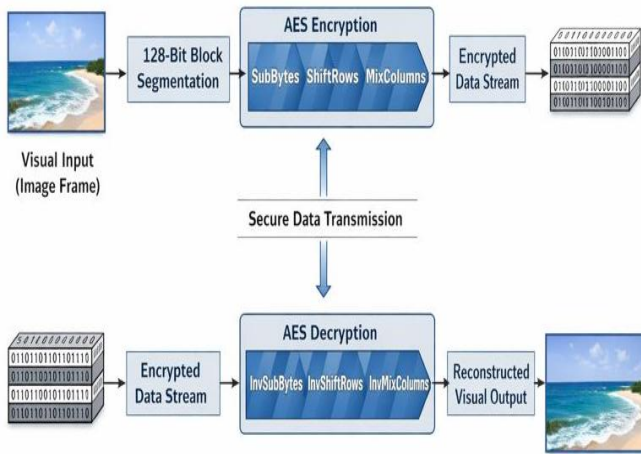 AES Encryption
128-Bit Block
Segmentation
SubBytes ShiftRows MixColumns
Encrypted
Data Stream
Visual Input
(Image Frame)
Secure Data Transmission
AES Decryption
Encrypted
Data Stream
InvSubBytes InvShiftRows InvMixColumns
Reconstructed
Visual Output